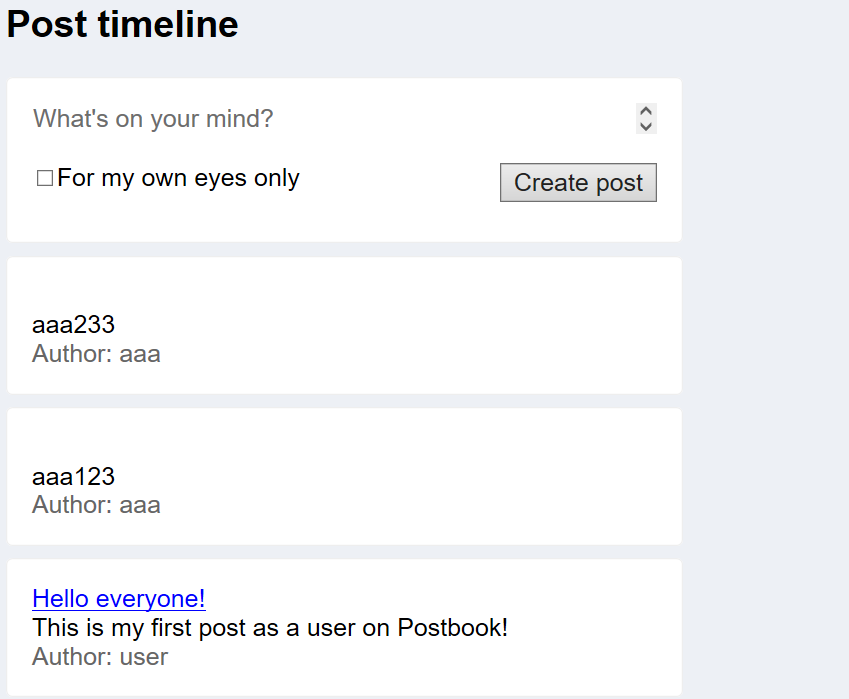 Post timeline
What's on your mind?
For my own eyes only
Create post
aaa233
Author: aaa
aaa123
Author: aaa
Hello everyone!
This is my first post as a user on Postbook!
Author: user